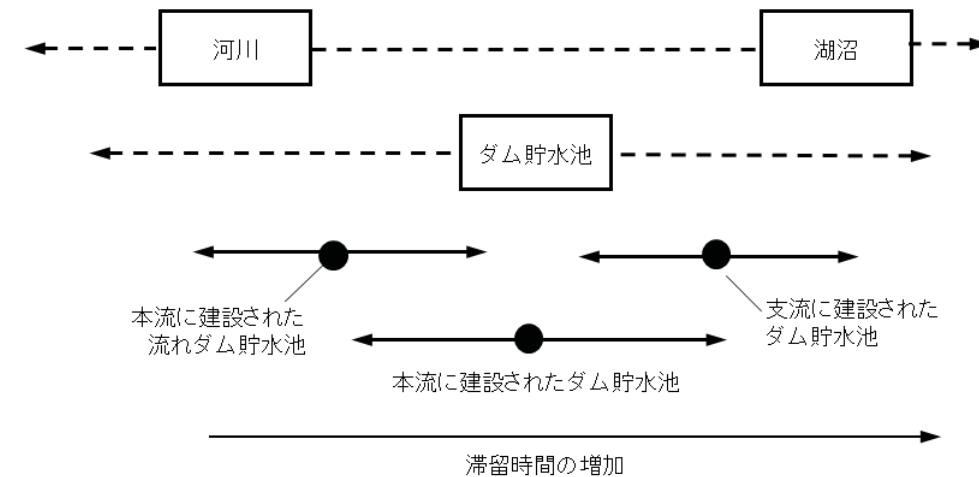 河川
湖沼
ダム貯水池
本流に建設された
流れダム貯水池
支流に建設された
ダム貯水池
本流に建設されたダム貯水池
滞留時間の増加